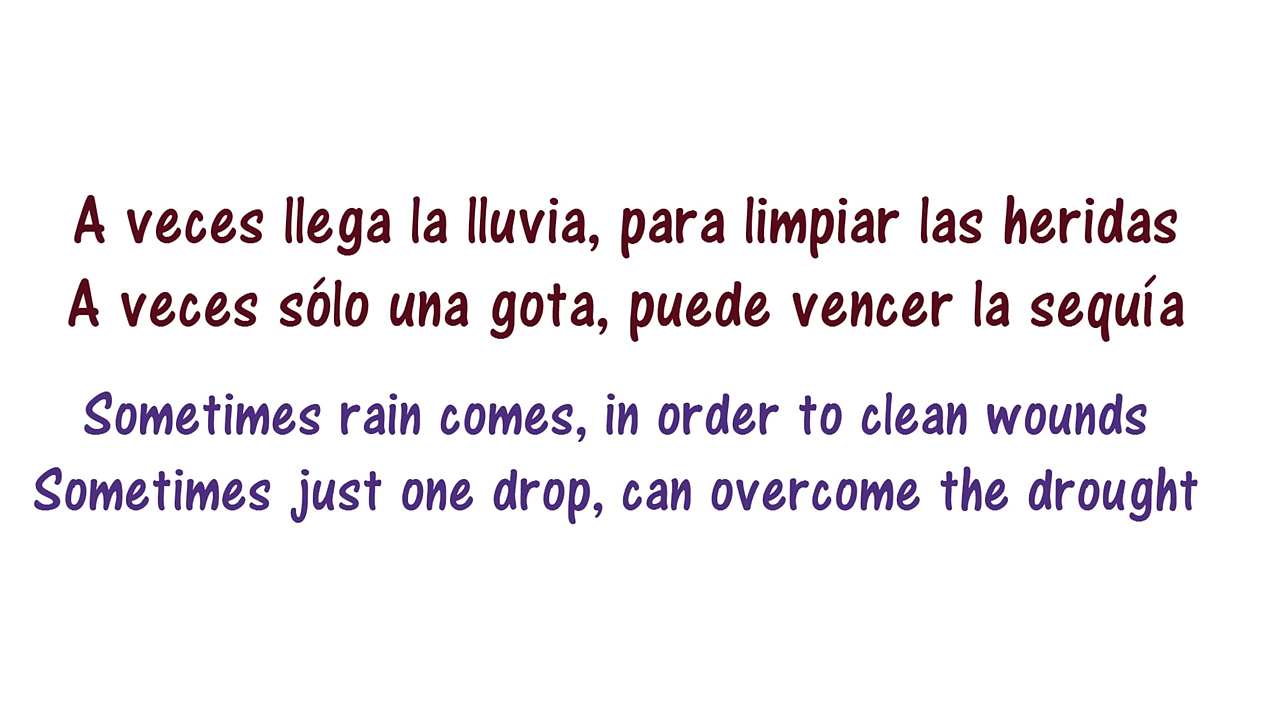 A veces llega la lluvia, para limpiar las heridas
A veces sólo una gota, puede vencer la sequía
Sometimes rain comes, in order to clean wounds
Sometimes just one drop, can overcome the drought